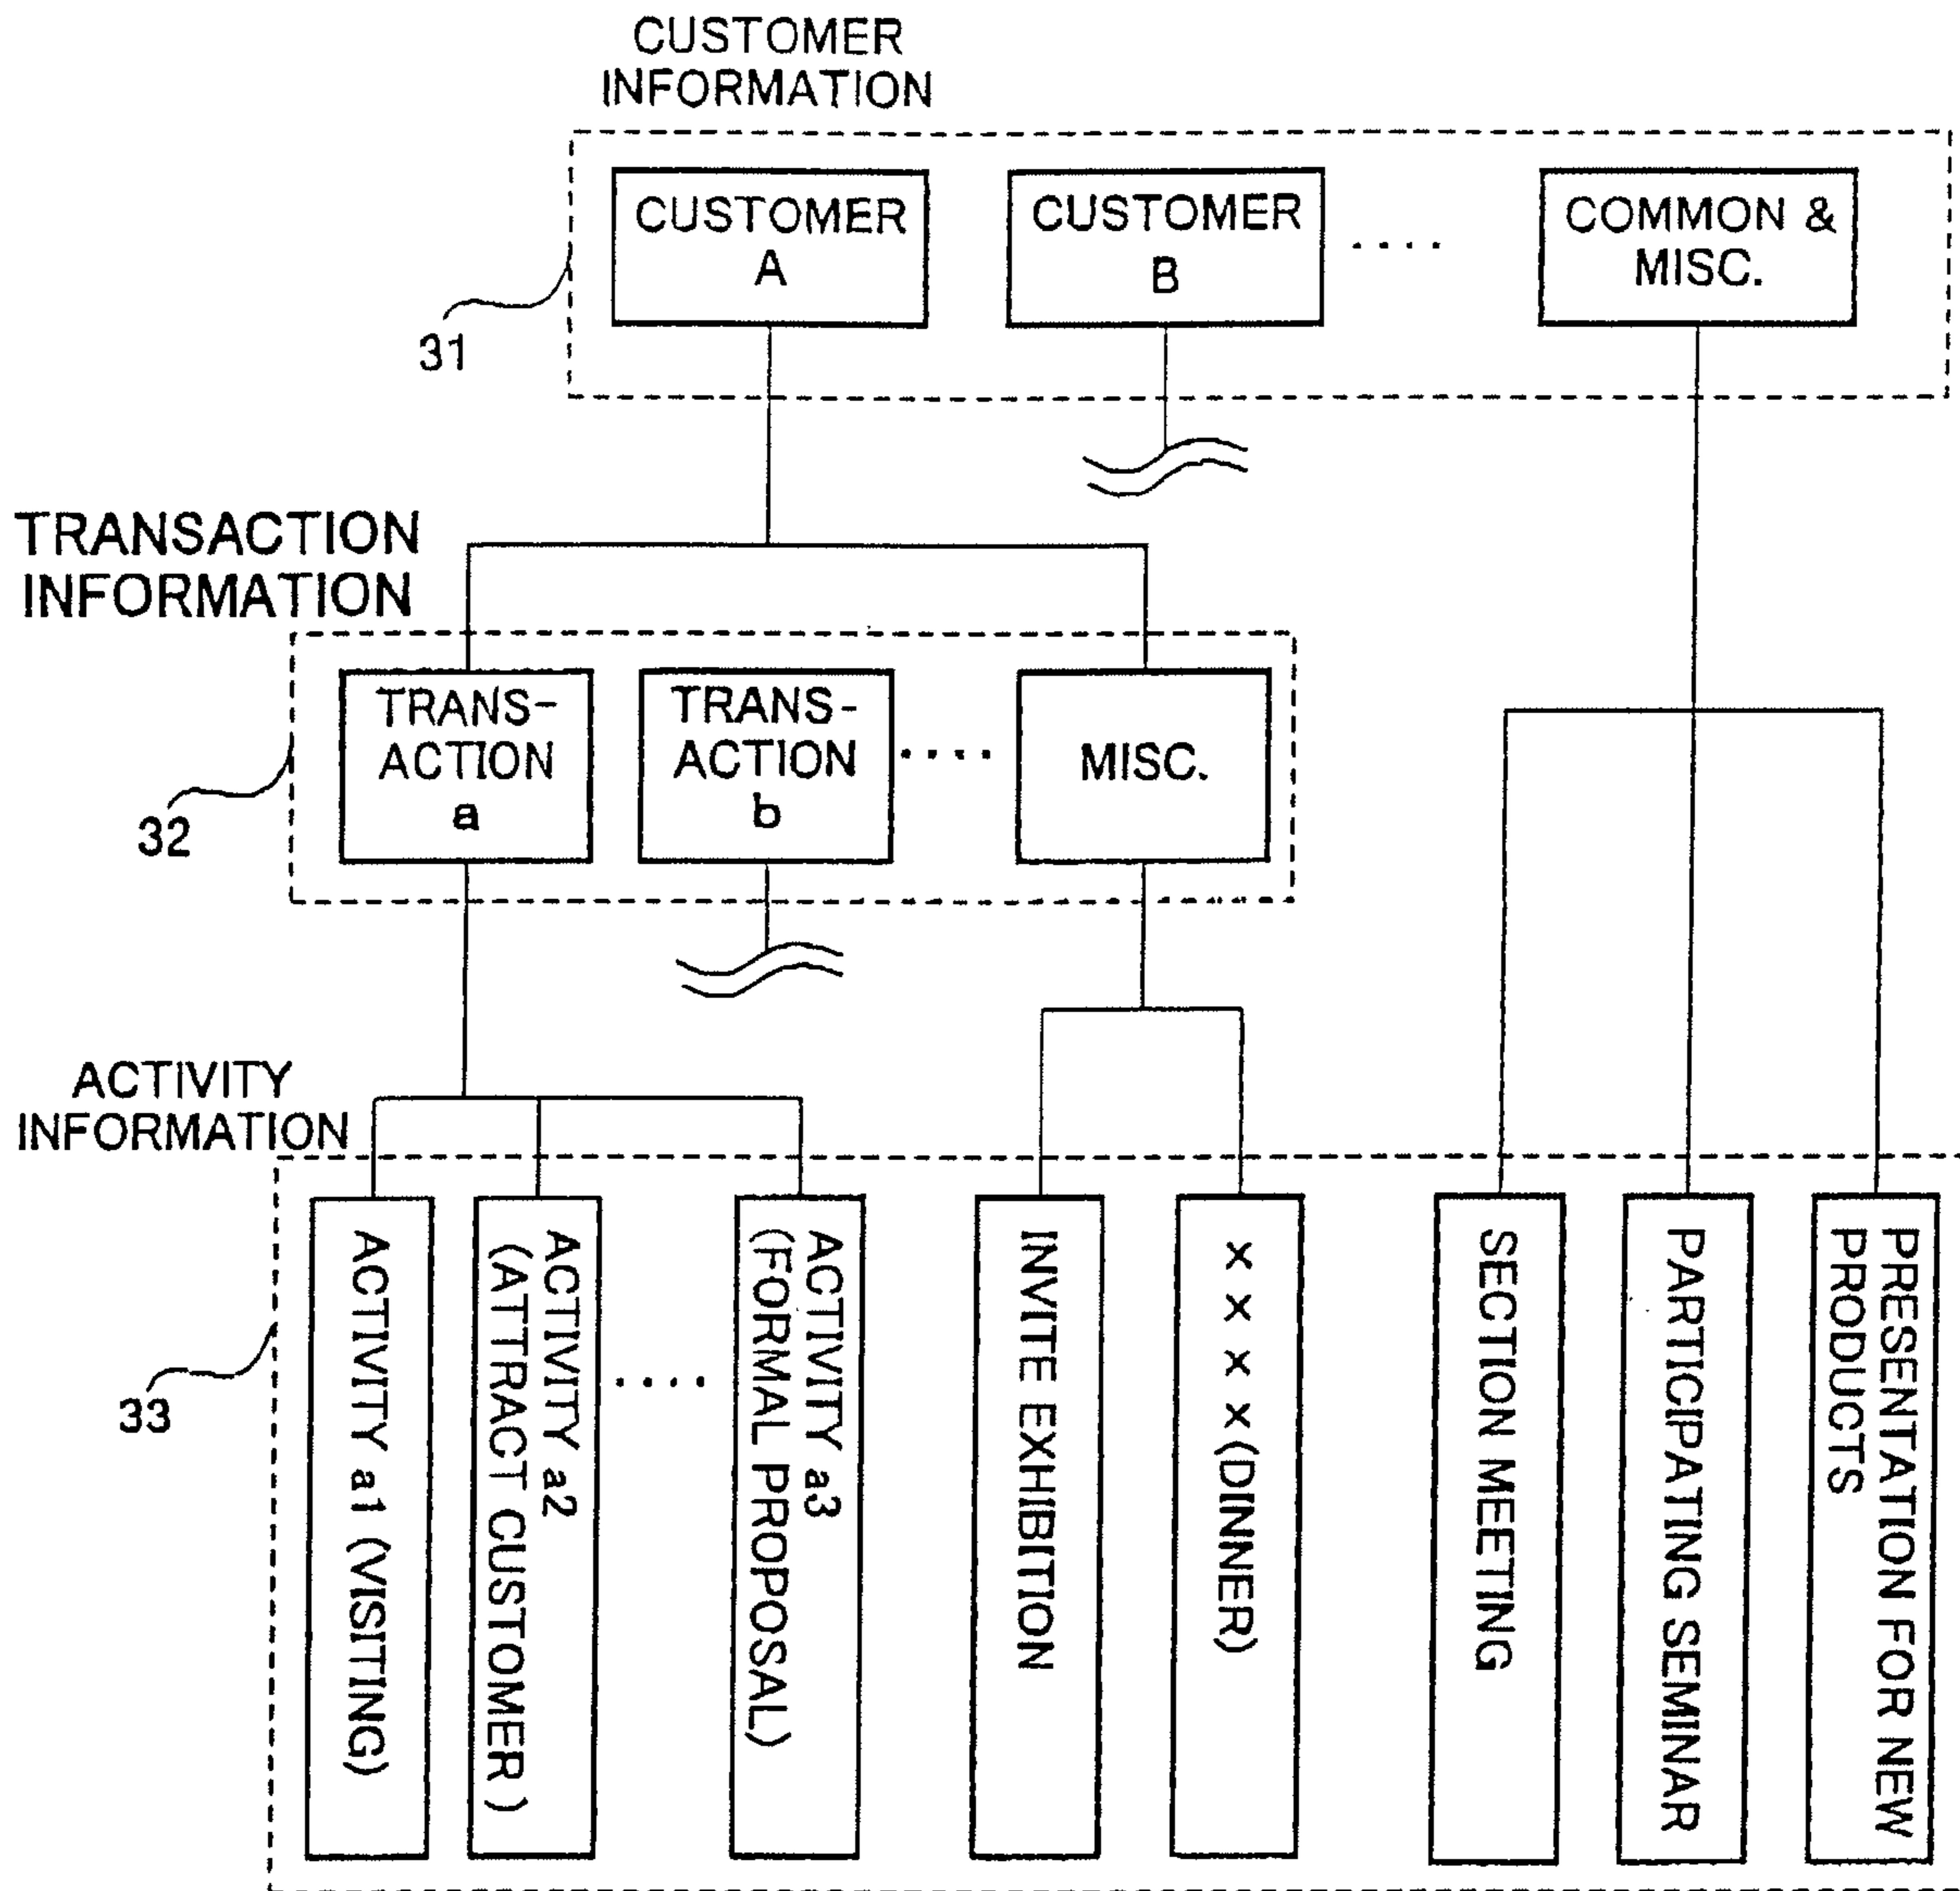 CUSTOMER
INFORMATION
CUSTOMER
A
CUSTOMER
B
....
COMMON &
MISC.
31
TRANSACTION
INFORMATION
TRANS-
ACTION
a
TRANS-
ACTION
b
....
MISC.
32
ACTIVITY
INFORMATION
ACTIVITY a1 (VISITING)
ACTIVITY a2
(ATTRACT CUSTOMER)
....
ACTIVITY a3
(FORMAL PROPOSAL)
INVITE EXHIBITION
x x x x (DINNER)
SECTION MEETING
PARTICIPATING SEMINAR
PRESENTATION FOR NEW
PRODUCTS
33